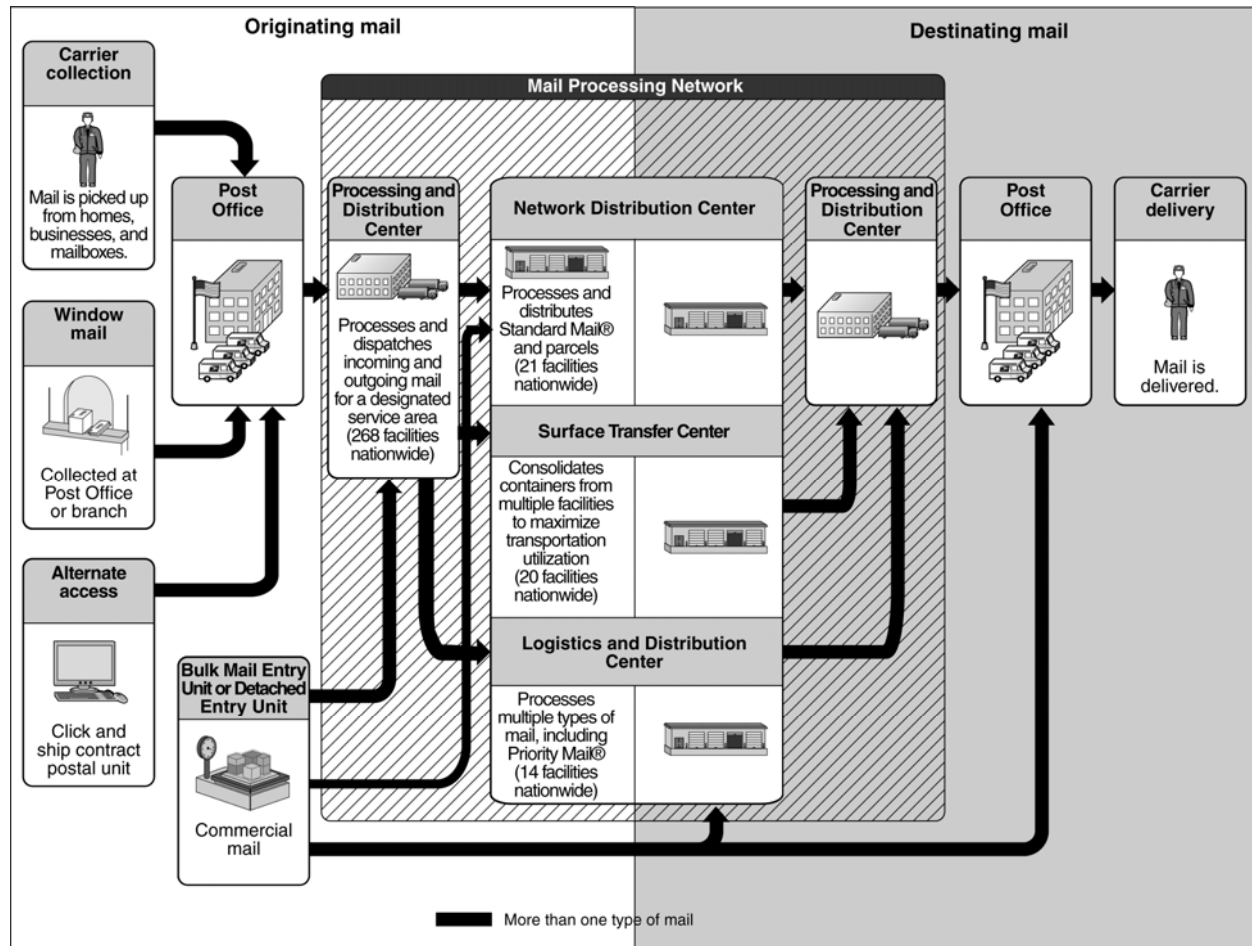 Originating mail
Destinating mail
Mail Processing Network
Carrier
collection
Mail is picked up
from homes,
businesses, and
mailboxes.
Window
mail
Collected at
Post Office
or branch
Alternate
access
Click and
ship contract
postal unit
Post
Office
Bulk Mail Entry
Unit or Detached
Entry Unit
Commercial
mail
Processing and
Distribution
Center
Processes and
dispatches
incoming and
outgoing mail
for a designated
service area
(268 facilities
nationwide)
Network Distribution Center
Processes and
distributes
Standard Mail®
and parcels
(21 facilities
nationwide)
Surface Transfer Center
Consolidates
containers from
multiple facilities
to maximize
transportation
utilization
(20 facilities
nationwide)
Logistics and Distribution
Center
Processes
multiple types of
mail, including
Priority Mail®
(14 facilities
nationwide)
Processing and
Distribution
Center
Post
Office
Carrier
delivery
Mail is
delivered.
More than one type of mail